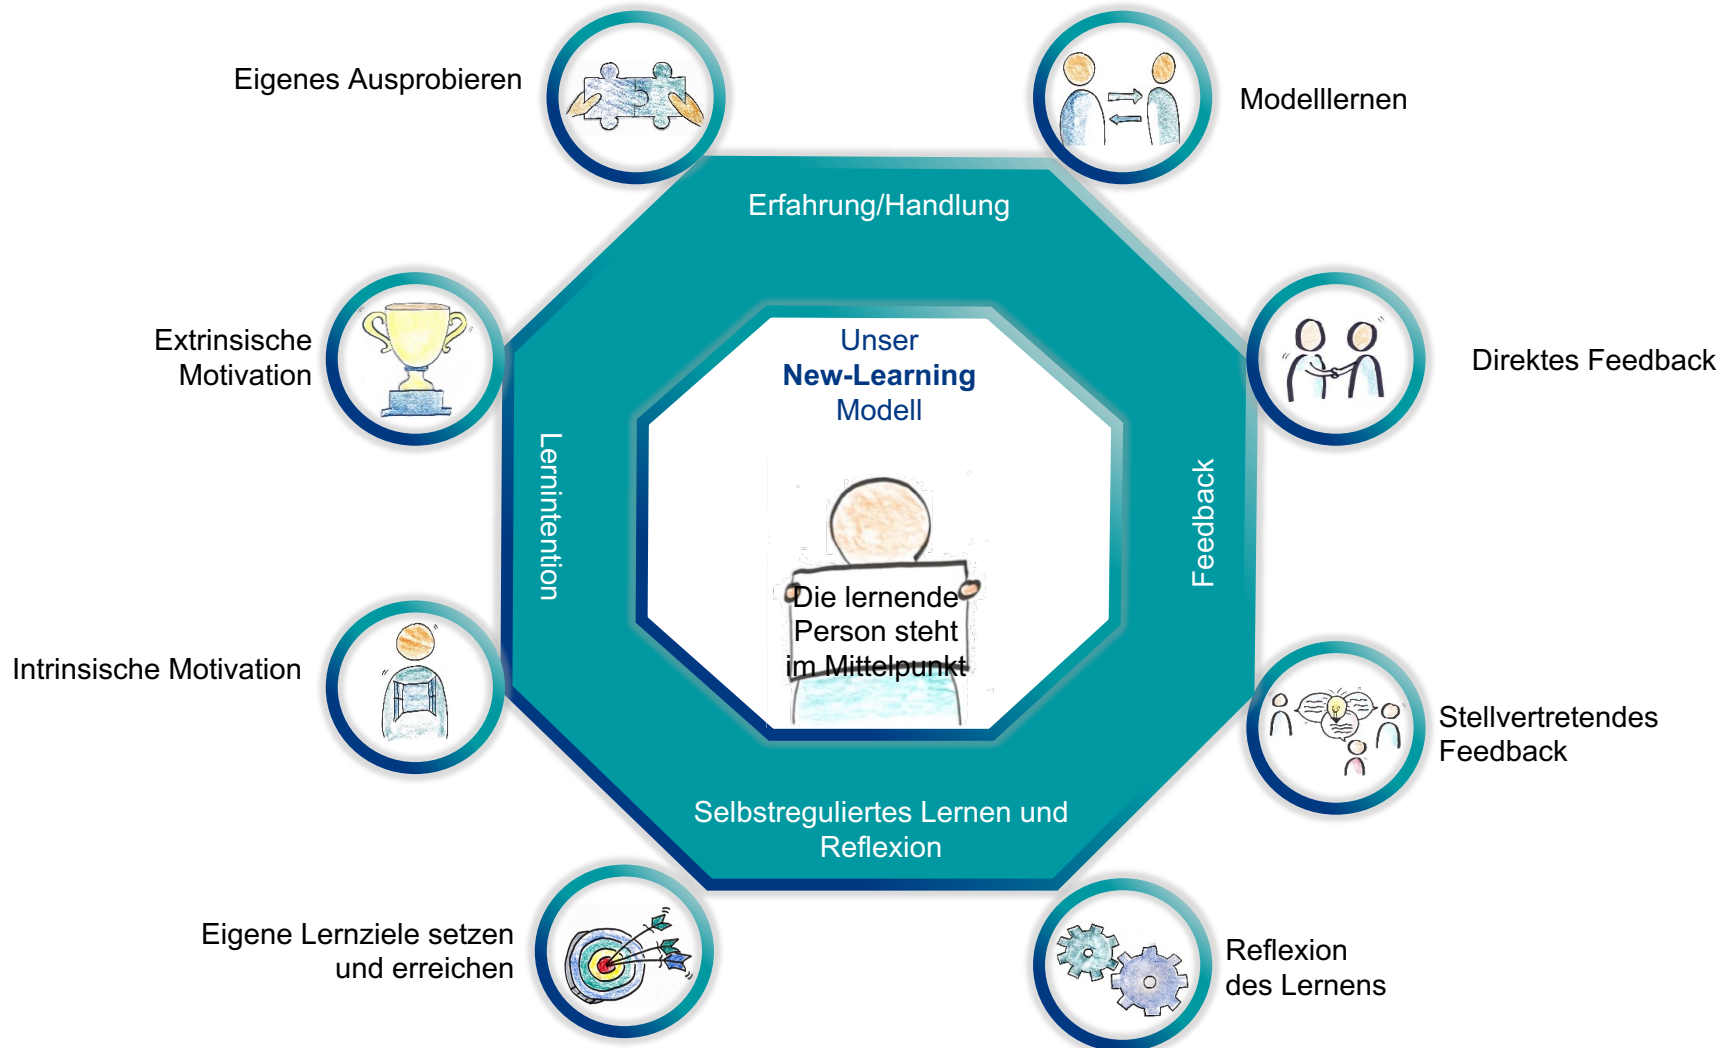 Eigenes Ausprobieren
Modelllernen
Erfahrung/Handlung
Extrinsische
Motivation
Unser
New-Learning
Modell
Direktes Feedback
Lernintention
Feedback
Die lernende
Person steht
im Mittelpunkt
Intrinsische Motivation
Stellvertretendes
Feedback
Selbstreguliertes Lernen und
Reflexion
Eigene Lernziele setzen
und erreichen
Reflexion
des Lernens